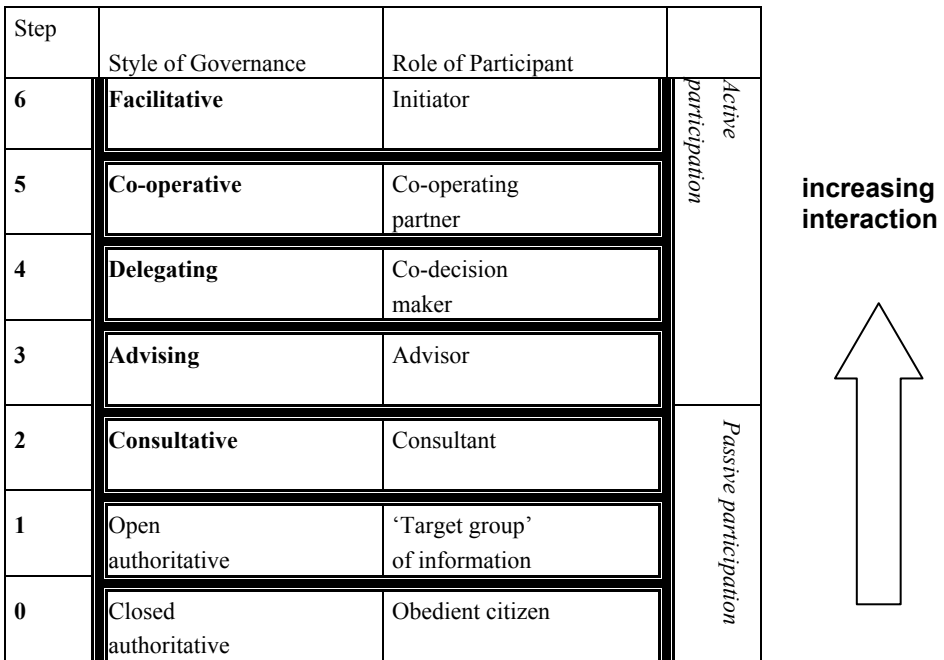 Step
Style of Governance Role of Participant
6 Facilitative Initiator
Active
participation
5 Co-operative Co-operating
partner
increasing
interaction
4 Delegating Co-decision
maker
3 Advising Advisor
2 Consultative Consultant
Passive participation
1 Open ‘Target group’
authoritative of information
0 Closed Obedient citizen
authoritative